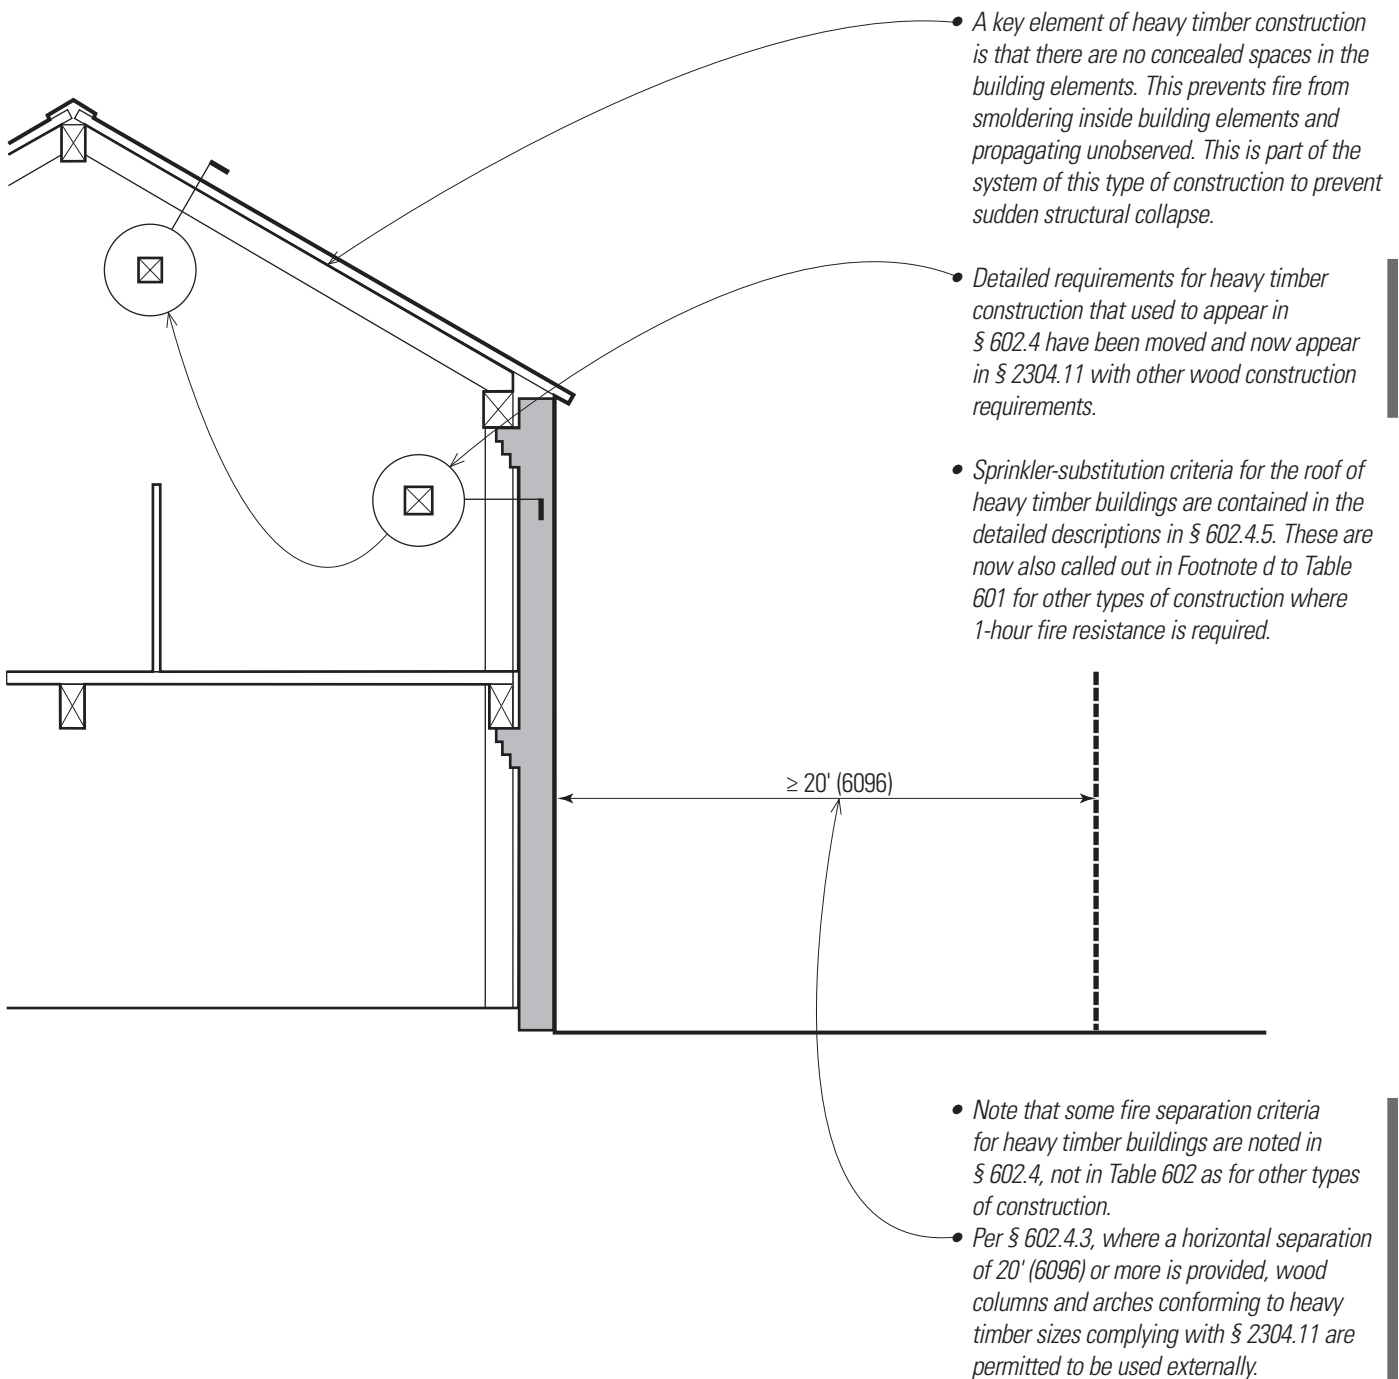 • A key element of heavy timber construction
is that there are no concealed spaces in the
building elements. This prevents fire from
smoldering inside building elements and
propagating unobserved. This is part of the
system of this type of construction to prevent
sudden structural collapse.
• Detailed requirements for heavy timber
construction that used to appear in
§ 602.4 have been moved and now appear
in § 2304.11 with other wood construction
requirements.
• Sprinkler-substitution criteria for the roof of
heavy timber buildings are contained in the
detailed descriptions in § 602.4.5. These are
now also called out in Footnote d to Table
601 for other types of construction where
1-hour fire resistance is required.
≥ 20' (6096)
• Note that some fire separation criteria
for heavy timber buildings are noted in
§ 602.4, not in Table 602 as for other types
of construction.
• Per § 602.4.3, where a horizontal separation
of 20' (6096) or more is provided, wood
columns and arches conforming to heavy
timber sizes complying with § 2304.11 are
permitted to be used externally.